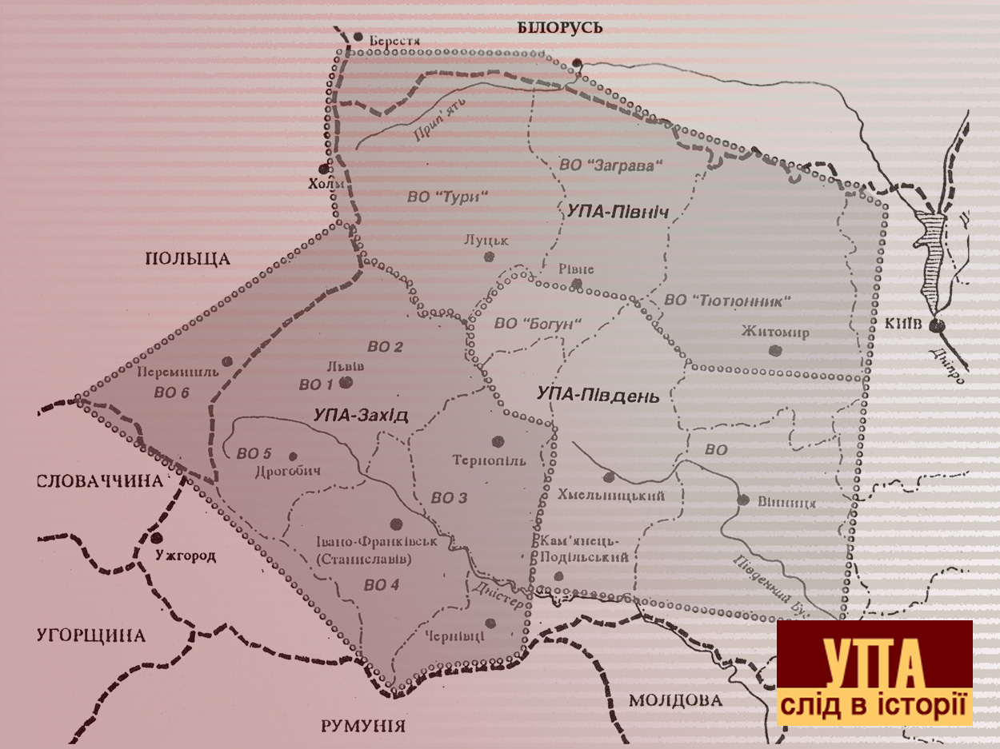 БІЛОРУСЬ
Берестя
Прип'ять
ВО "Заграва"
Холм
ВО "Тури"
УПА-Північ
Луцьк
ПОЛЬЩА
Рівне
ВО "Тютюнник"
ВО "Богун"
КИЇВ
Житомир
ВО 2
Дніпро
Львів
Перемишль
ВО 1
ВО 6
УПА-Південь
УПА-Захід
ВО 5
Тернопіль
ВО
Дрогобич
СЛОВАЧЧИНА
ВО 3
Хмельницький
Вінниця
Івано-Франківськ
(Станиславів)
Кам'янець-
Подільський
Ужгород
ВО 4
Дністер
Південний Буг
УГОРЩИНА
Чернівці
УПА
слід в історії
МОЛДОВА
РУМУНІЯ